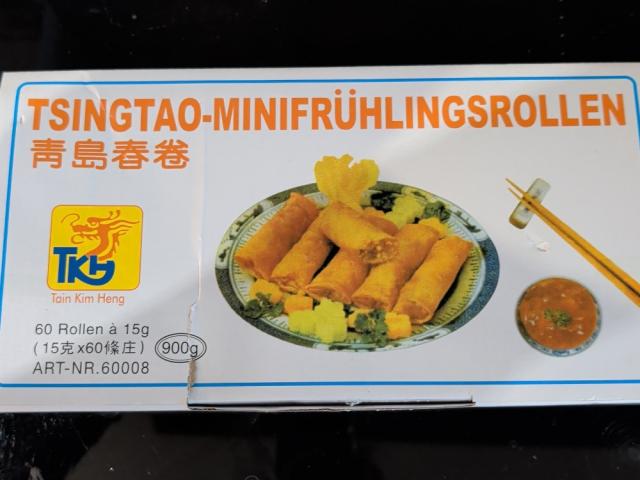 TSINGTAO-MINIFRÜHLINGSROLLEN
青島春卷
TKH
Tain Kim Heng
60 Rollen à 15g
(15克x60條庄) 900g
ART-NR.60008